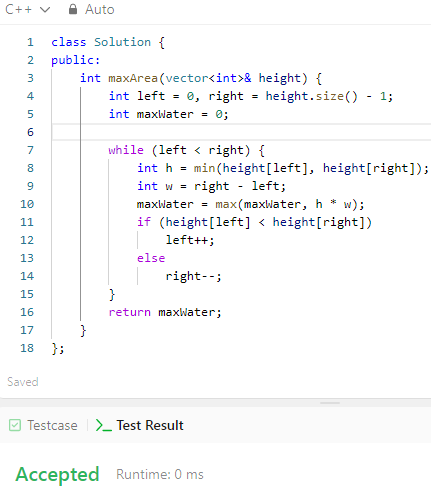 C++ Auto
1 class Solution {
2 public:
3     int maxArea(vector<int>& height) {
4         int left = 0, right = height.size() - 1;
5         int maxWater = 0;
6
7         while (left < right) {
8             int h = min(height[left], height[right]);
9             int w = right - left;
10             maxWater = max(maxWater, h * w);
11             if (height[left] < height[right])
12                 left++;
13             else
14                 right--;
15         }
16         return maxWater;
17     }
18 };
Saved
Testcase Test Result
Accepted Runtime: 0 ms